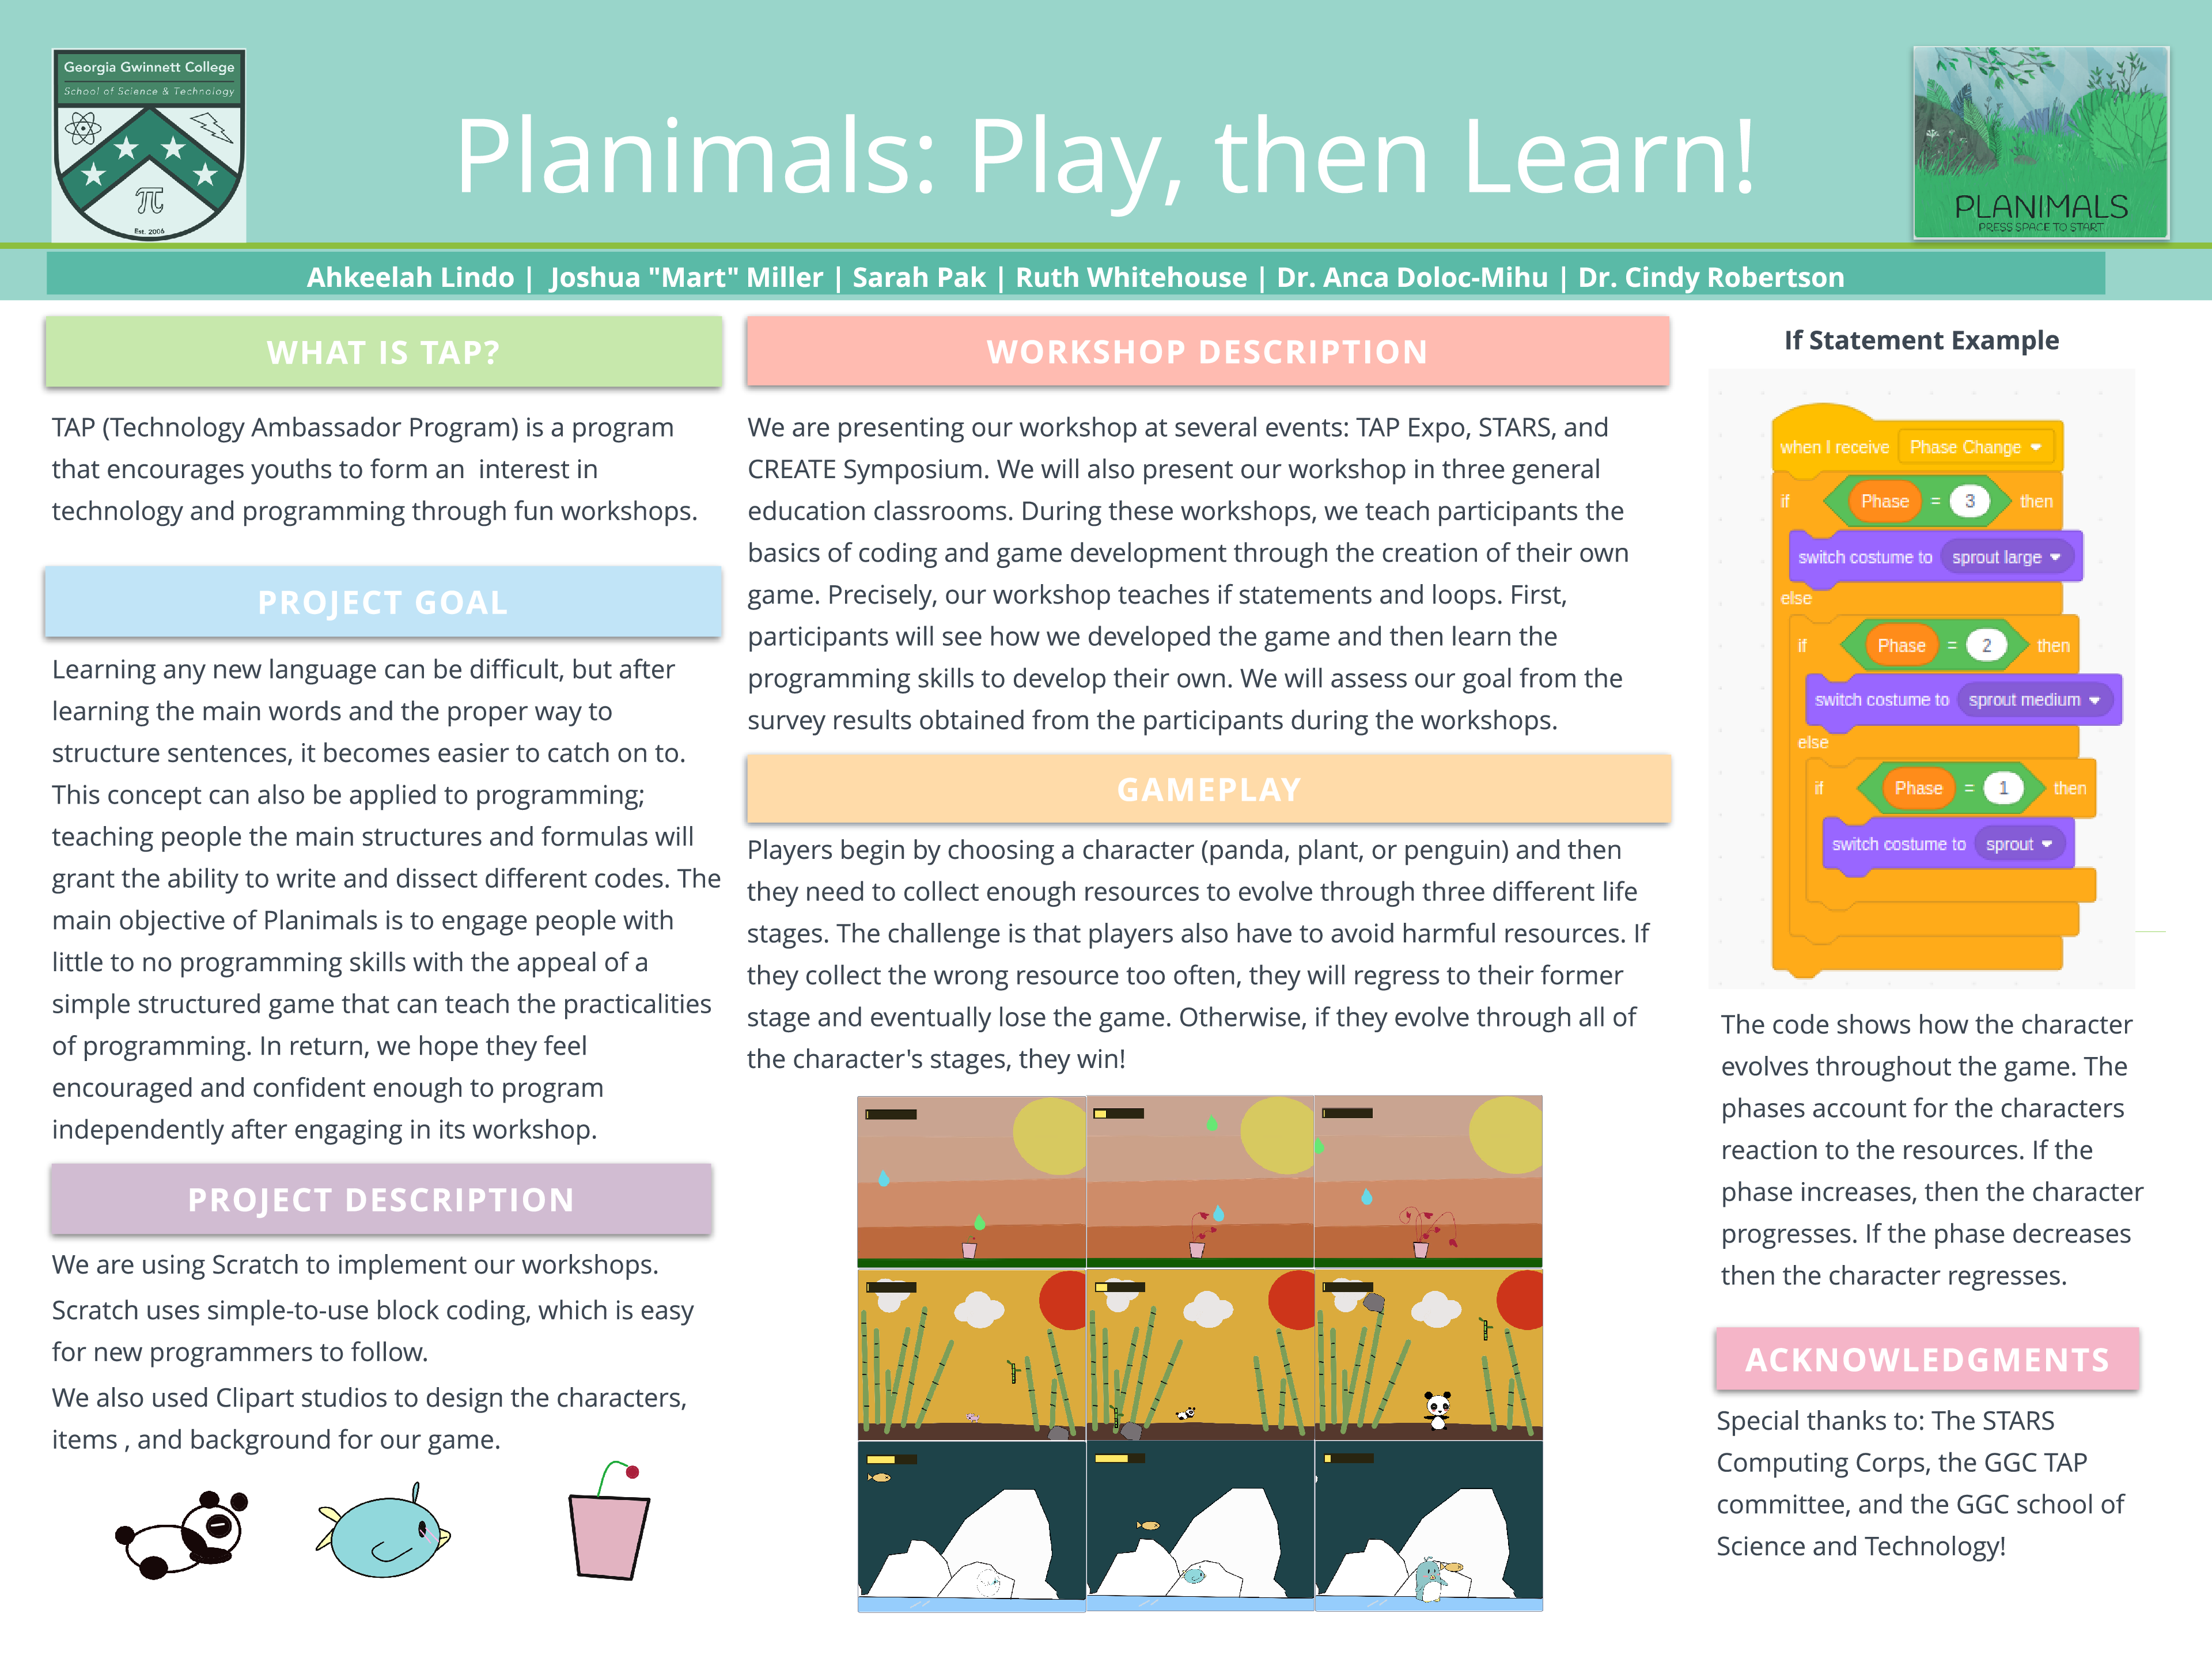 Georgia Gwinnett College
School of Science & Technology
π
Est. 2006
Planimals: Play, then Learn!
PLANIMALS
PRESS SPACE TO START
Ahkeelah Lindo | Joshua "Mart" Miller | Sarah Pak | Ruth Whitehouse | Dr. Anca Doloc-Mihu | Dr. Cindy Robertson
WHAT IS TAP?
TAP (Technology Ambassador Program) is a program
that encourages youths to form an  interest in
technology and programming through fun workshops.
PROJECT GOAL
Learning any new language can be difficult, but after
learning the main words and the proper way to
structure sentences, it becomes easier to catch on to.
This concept can also be applied to programming;
teaching people the main structures and formulas will
grant the ability to write and dissect different codes. The
main objective of Planimals is to engage people with
little to no programming skills with the appeal of a
simple structured game that can teach the practicalities
of programming. In return, we hope they feel
encouraged and confident enough to program
independently after engaging in its workshop.
PROJECT DESCRIPTION
We are using Scratch to implement our workshops.
Scratch uses simple-to-use block coding, which is easy
for new programmers to follow.
We also used Clipart studios to design the characters,
items , and background for our game.
WORKSHOP DESCRIPTION
We are presenting our workshop at several events: TAP Expo, STARS, and
CREATE Symposium. We will also present our workshop in three general
education classrooms. During these workshops, we teach participants the
basics of coding and game development through the creation of their own
game. Precisely, our workshop teaches if statements and loops. First,
participants will see how we developed the game and then learn the
programming skills to develop their own. We will assess our goal from the
survey results obtained from the participants during the workshops.
GAMEPLAY
Players begin by choosing a character (panda, plant, or penguin) and then
they need to collect enough resources to evolve through three different life
stages. The challenge is that players also have to avoid harmful resources. If
they collect the wrong resource too often, they will regress to their former
stage and eventually lose the game. Otherwise, if they evolve through all of
the character's stages, they win!
If Statement Example
when I receive Phase Change
if Phase = 3 then
switch costume to sprout large
else
if Phase = 2 then
switch costume to sprout medium
else
if Phase = 1 then
switch costume to sprout
The code shows how the character
evolves throughout the game. The
phases account for the characters
reaction to the resources. If the
phase increases, then the character
progresses. If the phase decreases
then the character regresses.
ACKNOWLEDGMENTS
Special thanks to: The STARS
Computing Corps, the GGC TAP
committee, and the GGC school of
Science and Technology!